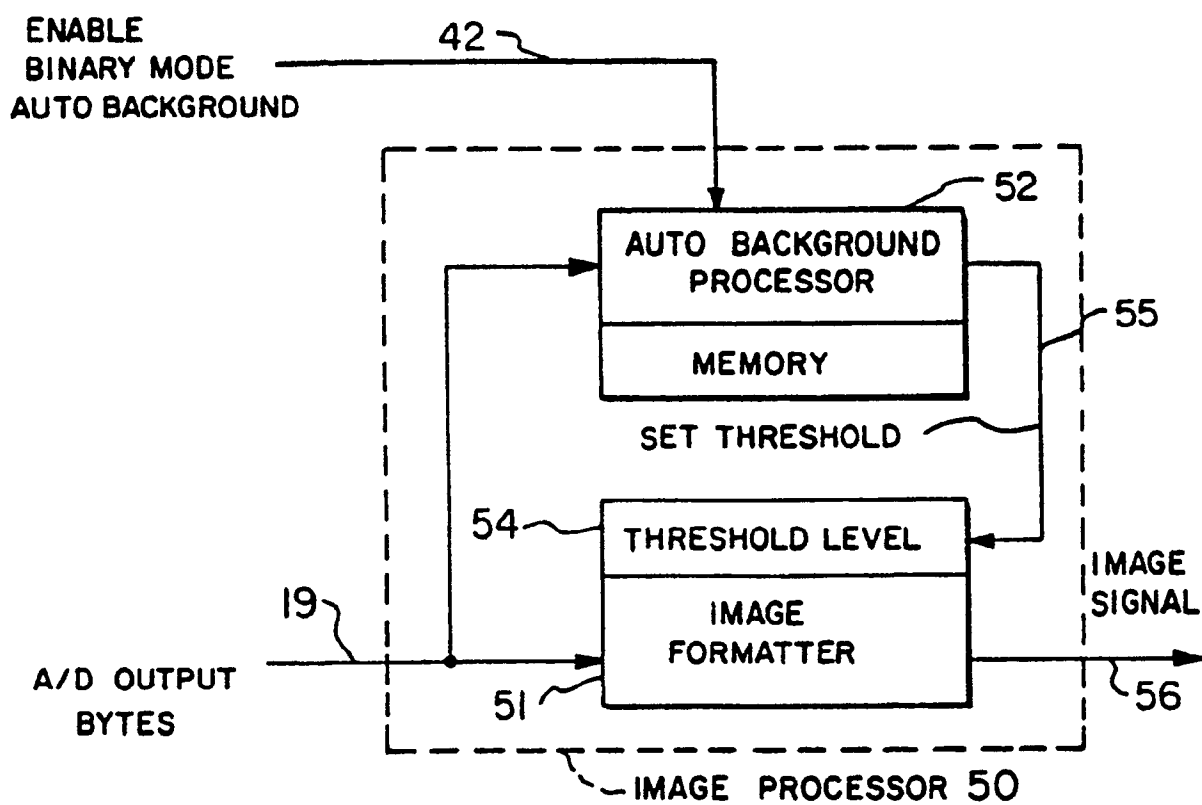 ENABLE
BINARY MODE
AUTO BACKGROUND
42
52
AUTO BACKGROUND
PROCESSOR
MEMORY
55
SET THRESHOLD
54
THRESHOLD LEVEL
IMAGE
FORMATTER
51
19
A/D OUTPUT
BYTES
IMAGE
SIGNAL
56
IMAGE PROCESSOR 50